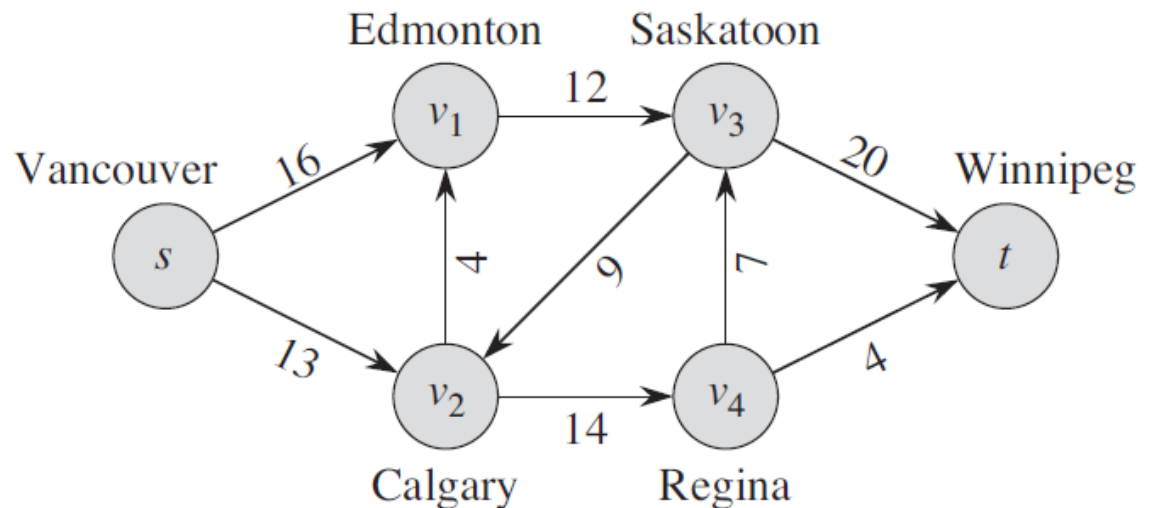 Edmonton Saskatoon
12
v1 v3
Vancouver 16 20 Winnipeg
s 4 9 7 t
13 4
v2 v4
14
Calgary Regina